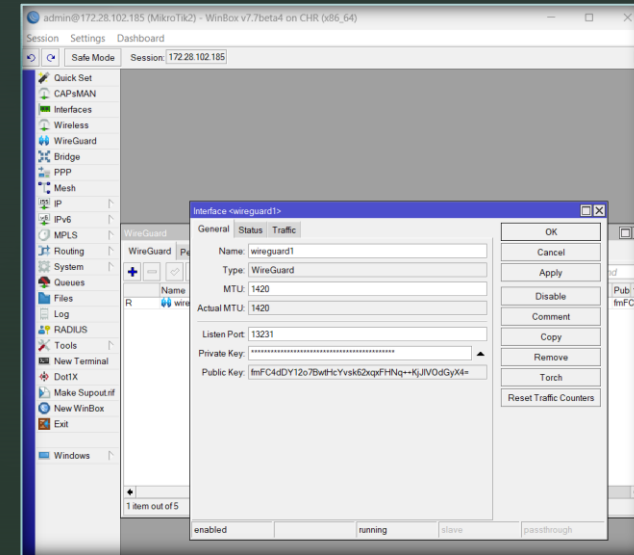 admin@172.28.102.185 (MikroTik2) - WinBox v7.7beta4 on CHR (x86_64)
Session Settings Dashboard
Safe Mode Session: 172.28.102.185
Quick Set
CAPsMAN
Interfaces
Wireless
WireGuard
Bridge
PPP
Mesh
IP
IPv6
MPLS
Routing
System
Queues
Files
Log
RADIUS
Tools
New Terminal
Dot1X
Make Supout.rif
New WinBox
Exit
Windows
WireGuard
WireGuard Pe
Name
R wire
Pub
fmFC
1 item out of 5
Interface <wireguard1>
General Status Traffic
Name: wireguard1
Type: WireGuard
MTU: 1420
Actual MTU: 1420
Listen Port: 13231
Private Key: ********************************************
Public Key: fmFC4dDY12o7BwtHcYvsk62xqxFHNq++KjJIVOdGyX4=
OK
Cancel
Apply
Disable
Comment
Copy
Remove
Torch
Reset Traffic Counters
enabled running slave passthrough